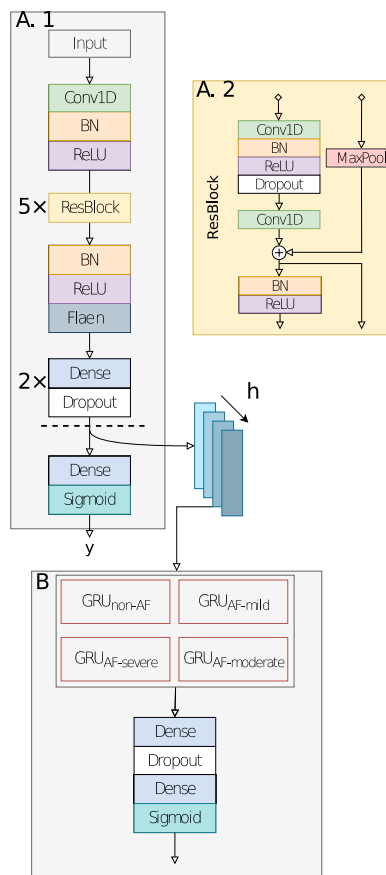 A. 1
Input
Conv1D
BN
ReLU
5× ResBlock
BN
ReLU
Flaen
2× Dense
Dropout
Dense
Sigmoid
y
A. 2
ResBlock
Conv1D
BN
ReLU
Dropout
MaxPool
Conv1D
+
BN
ReLU
h
B
GRUnon-AF
GRUAF-mild
GRUAF-severe
GRUAF-moderate
Dense
Dropout
Dense
Sigmoid